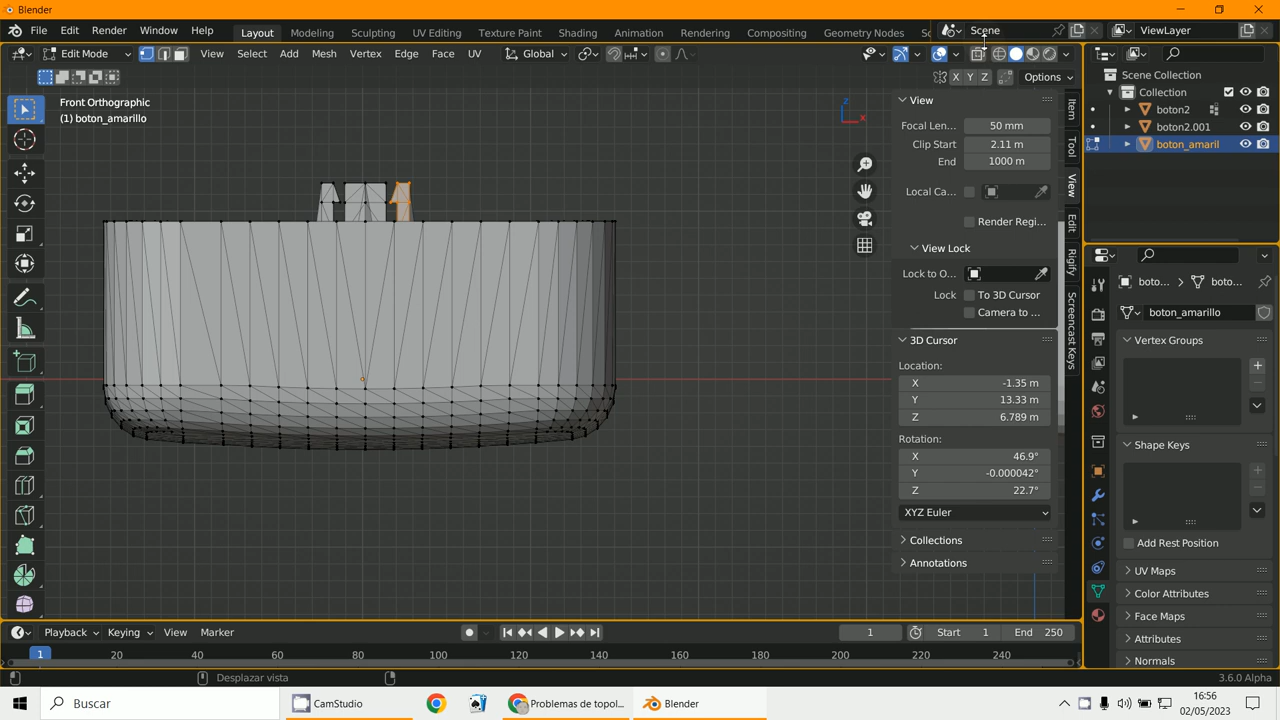 Blender
File Edit Render Window Help Layout Modeling Sculpting UV Editing Texture Paint Shading Animation Rendering Compositing Geometry Nodes Sc Scene ViewLayer
Edit Mode View Select Add Mesh Vertex Edge Face UV Global
X Y Z Options
Front Orthographic
(1) boton_amarillo
Z
X
View
Focal Len... 50 mm
Clip Start 2.11 m
End 1000 m
Local Ca...
Render Regi...
View Lock
Lock to O...
Lock To 3D Cursor
Camera to ...
3D Cursor
Location:
X -1.35 m
Y 13.33 m
Z 6.789 m
Rotation:
X 46.9°
Y -0.000042°
Z 22.7°
XYZ Euler
Collections
Annotations
Item
Tool
View
Edit
Rigify
Screencast Keys
Scene Collection
Collection
boton2
boton2.001
boton_amaril
boto... boto...
boton_amarillo
Vertex Groups
Shape Keys
Add Rest Position
UV Maps
Color Attributes
Face Maps
Attributes
Normals
Playback Keying View Marker 1 Start 1 End 250
1 20 40 60 80 100 120 140 160 180 200 220 240
Desplazar vista 3.6.0 Alpha
Buscar CamStudio Problemas de topol... Blender 16:56
02/05/2023